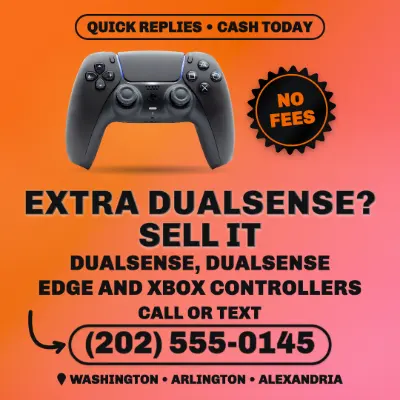 QUICK REPLIES • CASH TODAY
NO
FEES
EXTRA DUALSENSE?
SELL IT
DUALSENSE, DUALSENSE
EDGE AND XBOX CONTROLLERS
CALL OR TEXT
(202) 555-0145
WASHINGTON • ARLINGTON • ALEXANDRIA